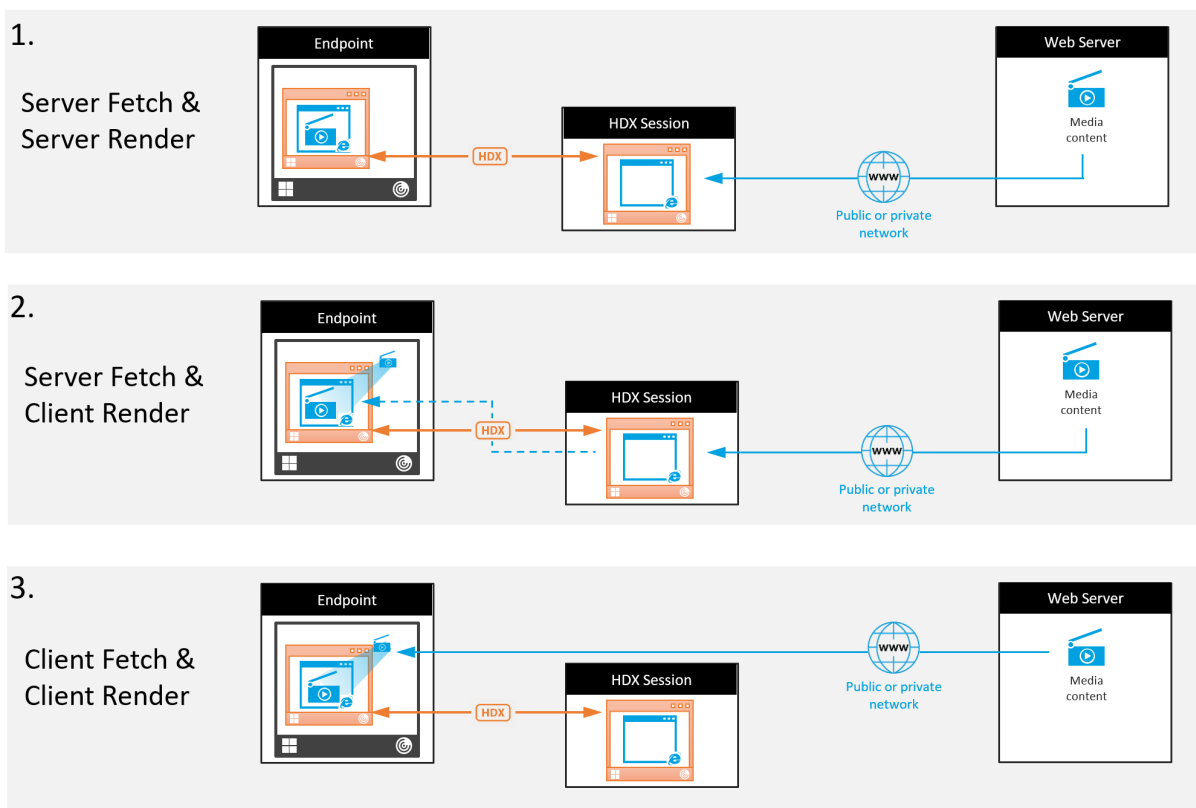 1.
Server Fetch &
Server Render
Endpoint
HDX
HDX Session
www
Public or private
network
Web Server
Media
content
2.
Server Fetch &
Client Render
Endpoint
HDX
HDX Session
www
Public or private
network
Web Server
Media
content
3.
Client Fetch &
Client Render
Endpoint
HDX
HDX Session
www
Public or private
network
Web Server
Media
content